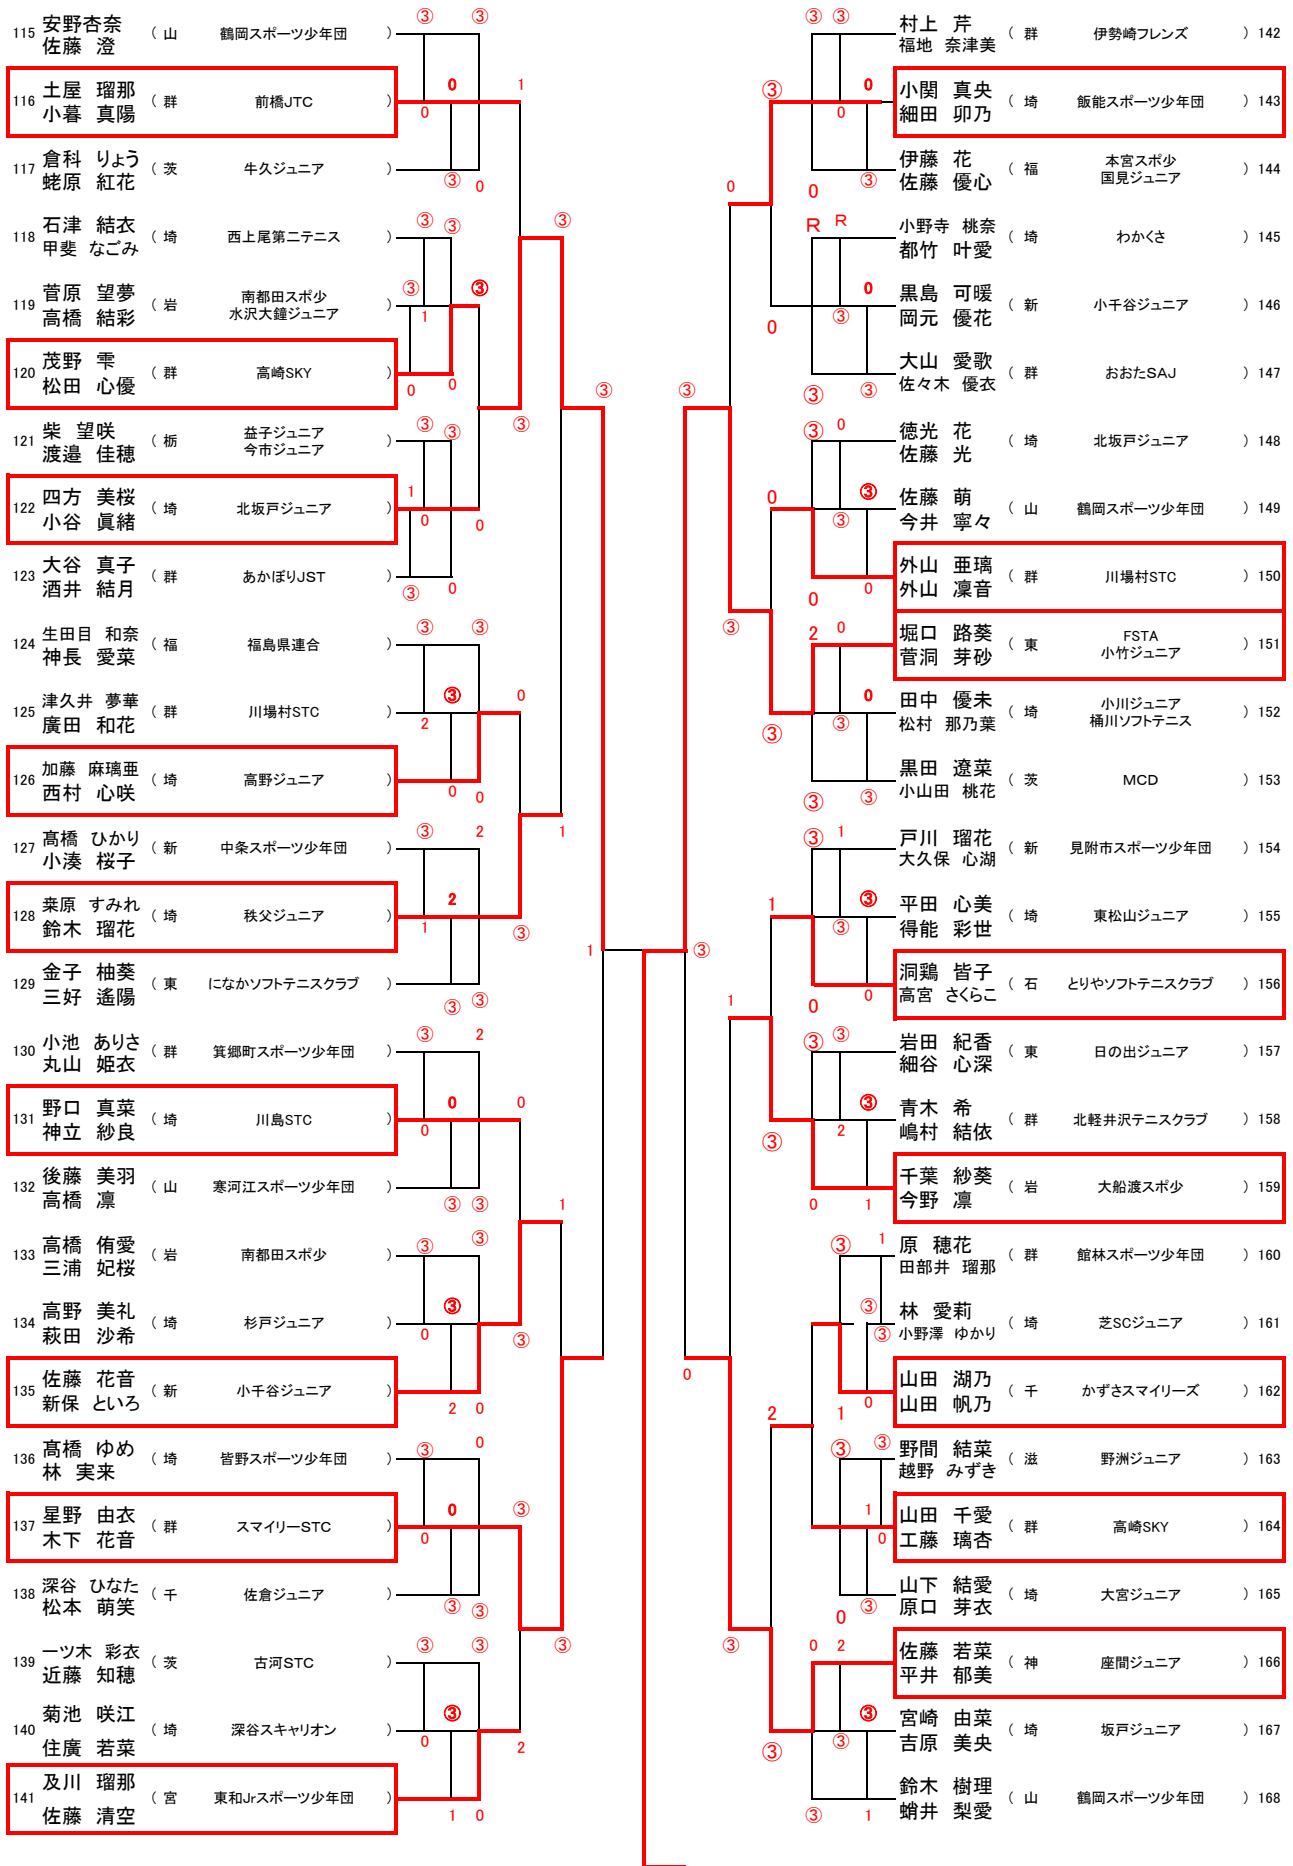 115 安野杏奈 佐藤 澄 （ 山 鶴岡スポーツ少年団 ）
116 土屋 瑠那 小暮 真陽 （ 群 前橋JTC ）
117 倉科 りょう 蛯原 紅花 （ 茨 牛久ジュニア ）
118 石津 結衣 甲斐 なごみ （ 埼 西上尾第二テニス ）
119 菅原 望夢 高橋 結彩 （ 岩 南都田スポ少 水沢大鐘ジュニア ）
120 茂野 雫 松田 心優 （ 群 高崎SKY ）
121 柴 望咲 渡邉 佳穂 （ 栃 益子ジュニア 今市ジュニア ）
122 四方 美桜 小谷 眞緒 （ 埼 北坂戸ジュニア ）
123 大谷 真子 酒井 結月 （ 群 あかぼりJST ）
124 生田目 和奈 神長 愛菜 （ 福 福島県連合 ）
125 津久井 夢華 廣田 和花 （ 群 川場村STC ）
126 加藤 麻璃亜 西村 心咲 （ 埼 高野ジュニア ）
127 髙橋 ひかり 小湊 桜子 （ 新 中条スポーツ少年団 ）
128 桒原 すみれ 鈴木 瑠花 （ 埼 秩父ジュニア ）
129 金子 柚葵 三好 遙陽 （ 東 になかソフトテニスクラブ ）
130 小池 ありさ 丸山 姫衣 （ 群 箕郷町スポーツ少年団 ）
131 野口 真菜 神立 紗良 （ 埼 川島STC ）
132 後藤 美羽 高橋 凛 （ 山 寒河江スポーツ少年団 ）
133 高橋 侑愛 三浦 妃桜 （ 岩 南都田スポ少 ）
134 高野 美礼 萩田 沙希 （ 埼 杉戸ジュニア ）
135 佐藤 花音 新保 といろ （ 新 小千谷ジュニア ）
136 髙橋 ゆめ 林 実来 （ 埼 皆野スポーツ少年団 ）
137 星野 由衣 木下 花音 （ 群 スマイリーSTC ）
138 深谷 ひなた 松本 萌笑 （ 千 佐倉ジュニア ）
139 一ツ木 彩衣 近藤 知穂 （ 茨 古河STC ）
140 菊池 咲江 住廣 若菜 （ 埼 深谷スキャリオン ）
141 及川 瑠那 佐藤 清空 （ 宮 東和Jrスポーツ少年団 ）
村上 芹 福地 奈津美 （ 群 伊勢崎フレンズ ） 142
小関 真央 細田 卯乃 （ 埼 飯能スポーツ少年団 ） 143
伊藤 花 佐藤 優心 （ 福 本宮スポ少 国見ジュニア ） 144
小野寺 桃奈 都竹 叶愛 （ 埼 わかくさ ） 145
黒島 可暖 岡元 優花 （ 新 小千谷ジュニア ） 146
大山 愛歌 佐々木 優衣 （ 群 おおたSAJ ） 147
徳光 花 佐藤 光 （ 埼 北坂戸ジュニア ） 148
佐藤 萌 今井 寧々 （ 山 鶴岡スポーツ少年団 ） 149
外山 亜璃 外山 凜音 （ 群 川場村STC ） 150
堀口 路葵 菅洞 芽砂 （ 東 FSTA 小竹ジュニア ） 151
田中 優未 松村 那乃葉 （ 埼 小川ジュニア 桶川ソフトテニス ） 152
黒田 遼菜 小山田 桃花 （ 茨 MCD ） 153
戸川 瑠花 大久保 心湖 （ 新 見附市スポーツ少年団 ） 154
平田 心美 得能 彩世 （ 埼 東松山ジュニア ） 155
洞鶏 皆子 高宮 さくらこ （ 石 とりやソフトテニスクラブ ） 156
岩田 紀香 細谷 心深 （ 東 日の出ジュニア ） 157
青木 希 嶋村 結依 （ 群 北軽井沢テニスクラブ ） 158
千葉 紗葵 今野 凛 （ 岩 大船渡スポ少 ） 159
原 穂花 田部井 瑠那 （ 群 館林スポーツ少年団 ） 160
林 愛莉 小野澤 ゆかり （ 埼 芝SCジュニア ） 161
山田 湖乃 山田 帆乃 （ 千 かずさスマイリーズ ） 162
野間 結菜 越野 みずき （ 滋 野洲ジュニア ） 163
山田 千愛 工藤 璃杏 （ 群 高崎SKY ） 164
山下 結愛 原口 芽衣 （ 埼 大宮ジュニア ） 165
佐藤 若菜 平井 郁美 （ 神 座間ジュニア ） 166
宮崎 由菜 吉原 美央 （ 埼 坂戸ジュニア ） 167
鈴木 樹理 蛸井 梨愛 （ 山 鶴岡スポーツ少年団 ） 168